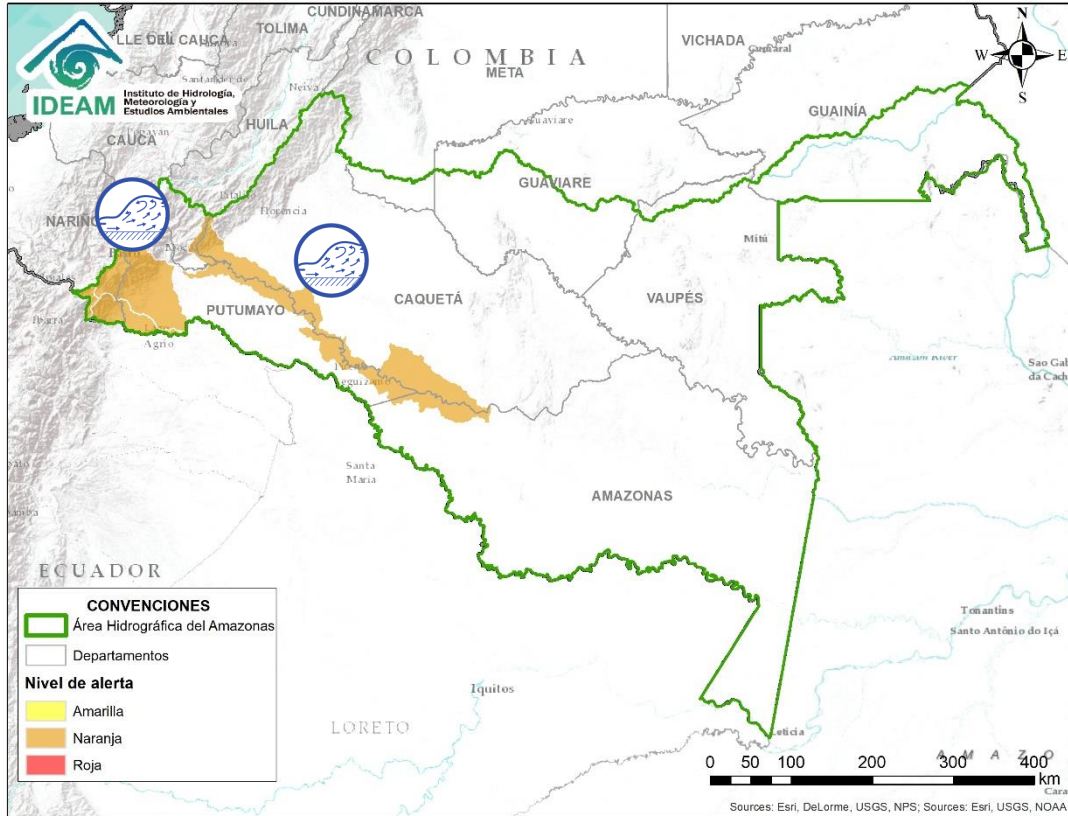 CUNDINAMARCA
LLE DEL CAUCA
TOLIMA
VICHADA
COLOMBIA
META
N
W E
S
IDEAM
Instituto de Hidrología,
Meteorología y
Estudios Ambientales
Neiva
HUILA
CAUCA
GUAINÍA
GUAVIARE
Florencia
NARIÑO
Mitú
CAQUETÁ
VAUPÉS
PUTUMAYO
Ibarra
Agrio
Sao Gab
da Cach
Santa
Maria
AMAZONAS
ECUADOR
CONVENCIONES
Área Hidrográfica del Amazonas
Departamentos
Nivel de alerta
Amarilla
Naranja
Roja
Tonantins
Santo Antônio do Içá
Iquitos
LORETO
Leticia
AMAZO
0 50 100 200 300 400
km
Cara
Sources: Esri, DeLorme, USGS, NPS; Sources: Esri, USGS, NOAA